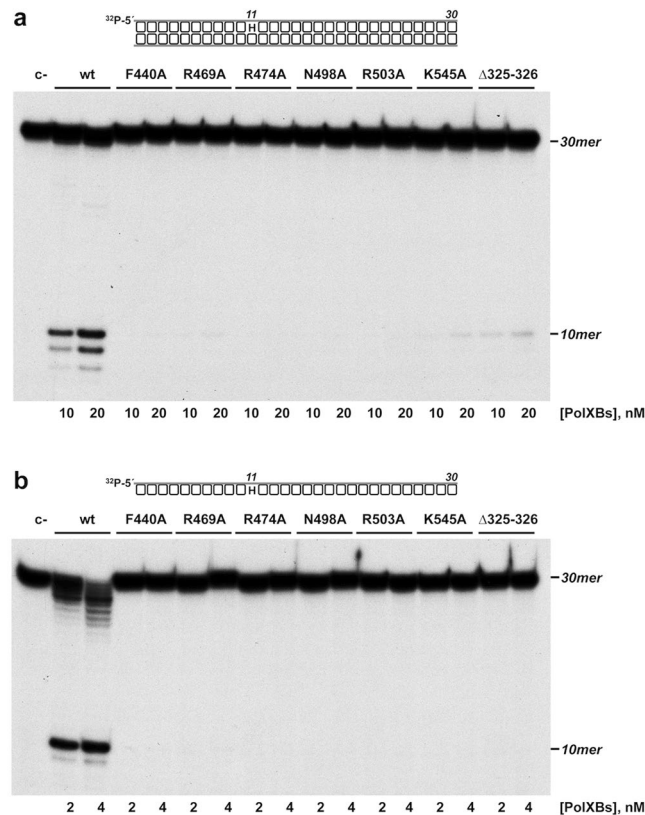 a
³²P-5´ 11 30
H
c- wt F440A R469A R474A N498A R503A K545A Δ325-326
30mer
10mer
10 20 10 20 10 20 10 20 10 20 10 20 10 20 10 20 [PolXBs], nM
b
³²P-5´ 11 30
H
c- wt F440A R469A R474A N498A R503A K545A Δ325-326
30mer
10mer
2 4 2 4 2 4 2 4 2 4 2 4 2 4 2 4 [PolXBs], nM